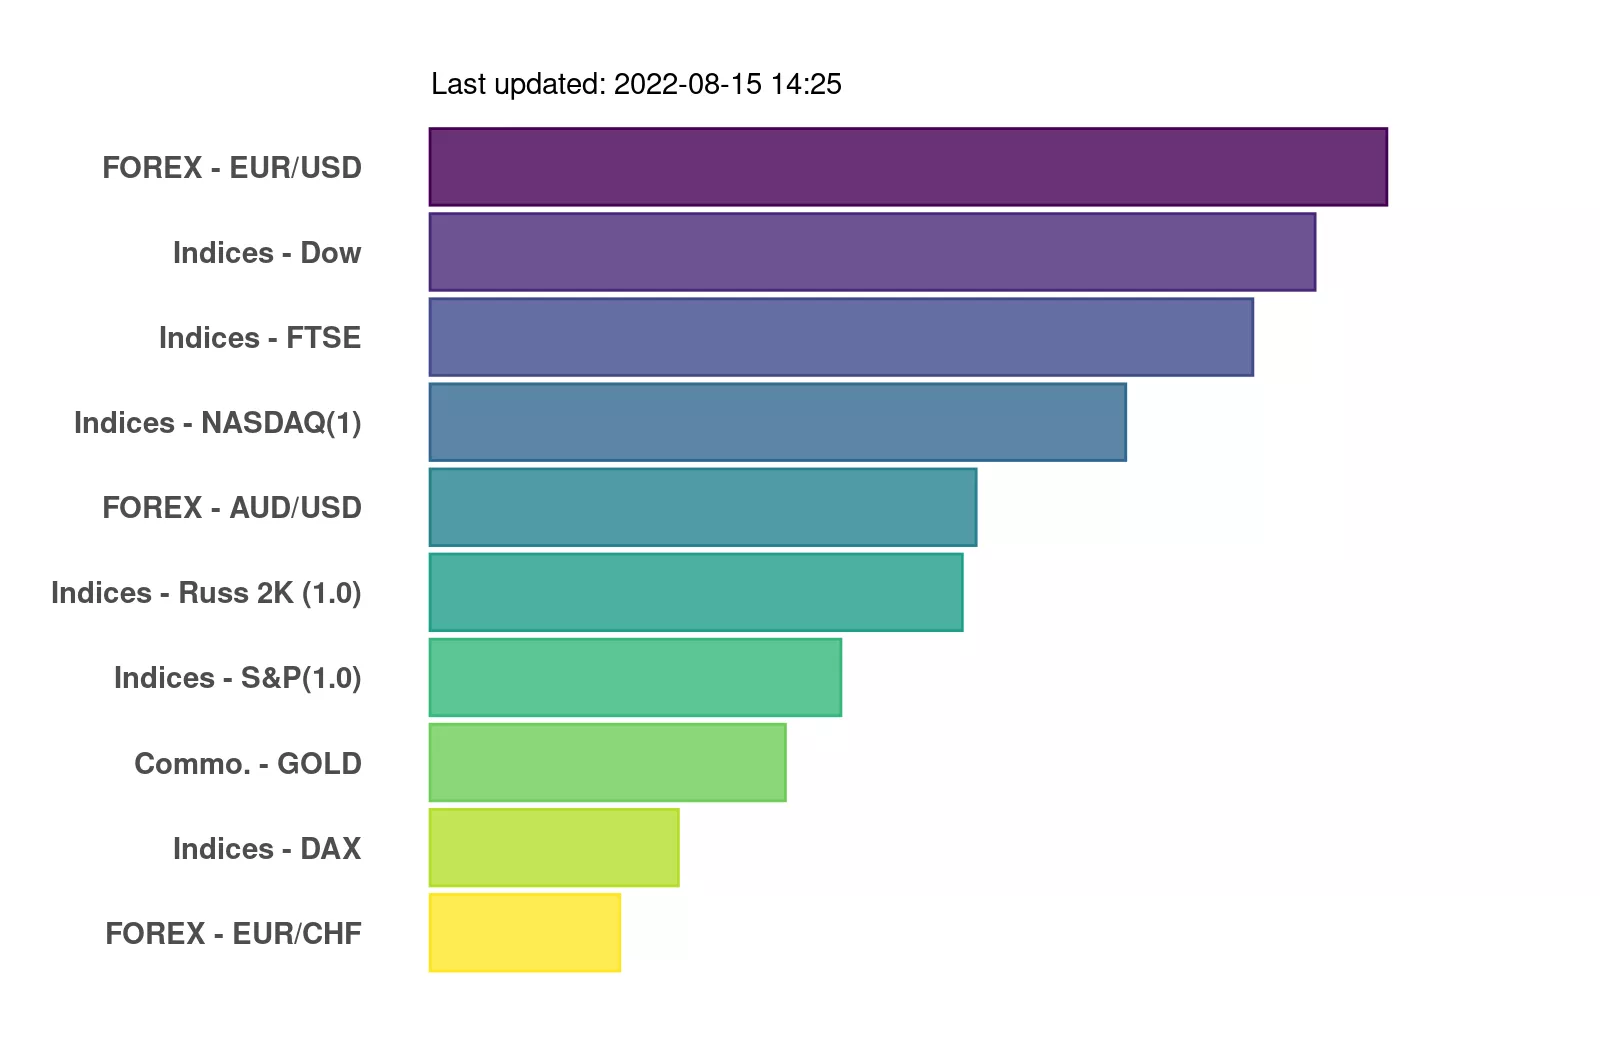 Last updated: 2022-08-15 14:25
FOREX - EUR/USD
Indices - Dow
Indices - FTSE
Indices - NASDAQ(1)
FOREX - AUD/USD
Indices - Russ 2K (1.0)
Indices - S&P(1.0)
Commo. - GOLD
Indices - DAX
FOREX - EUR/CHF